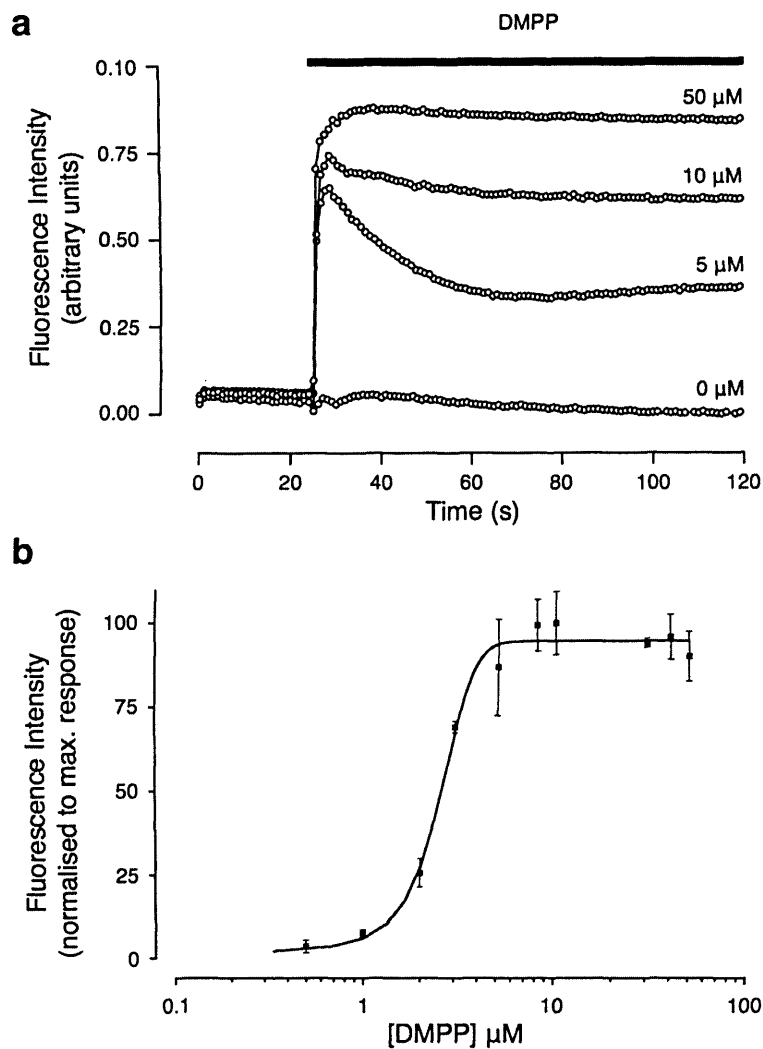 a
DMPP
0.10
0.75
0.50
0.25
0.00
Fluorescence Intensity
(arbitrary units)
50 µM
10 µM
5 µM
0 µM
0 20 40 60 80 100 120
Time (s)
b
100
75
50
25
0
Fluorescence Intensity
(normalised to max. response)
0.1 1 10 100
[DMPP] µM